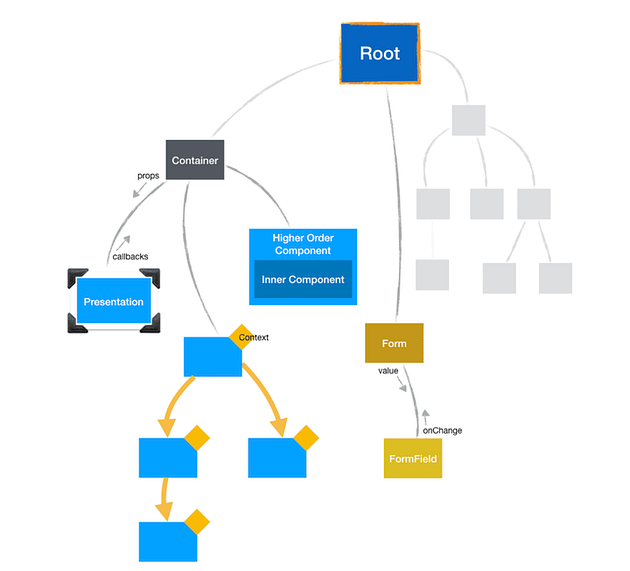 Root
Container
props
callbacks
Higher Order
Component
Inner Component
Presentation
Context
Form
value
onChange
FormField